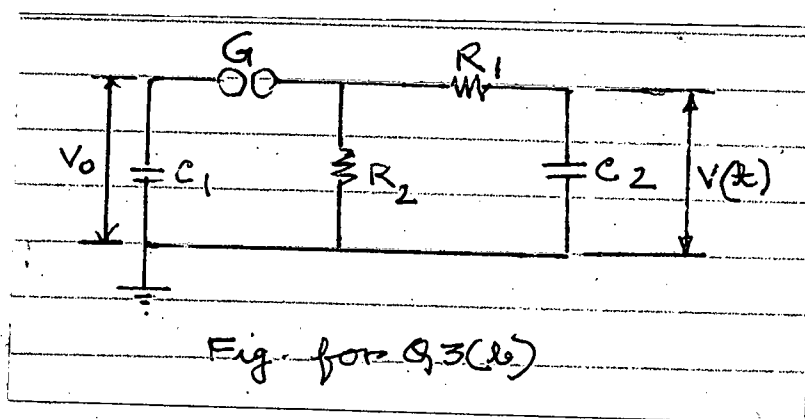 G
R1
V0
C1
R2
C2
V(t)
Fig. for Q3(b)